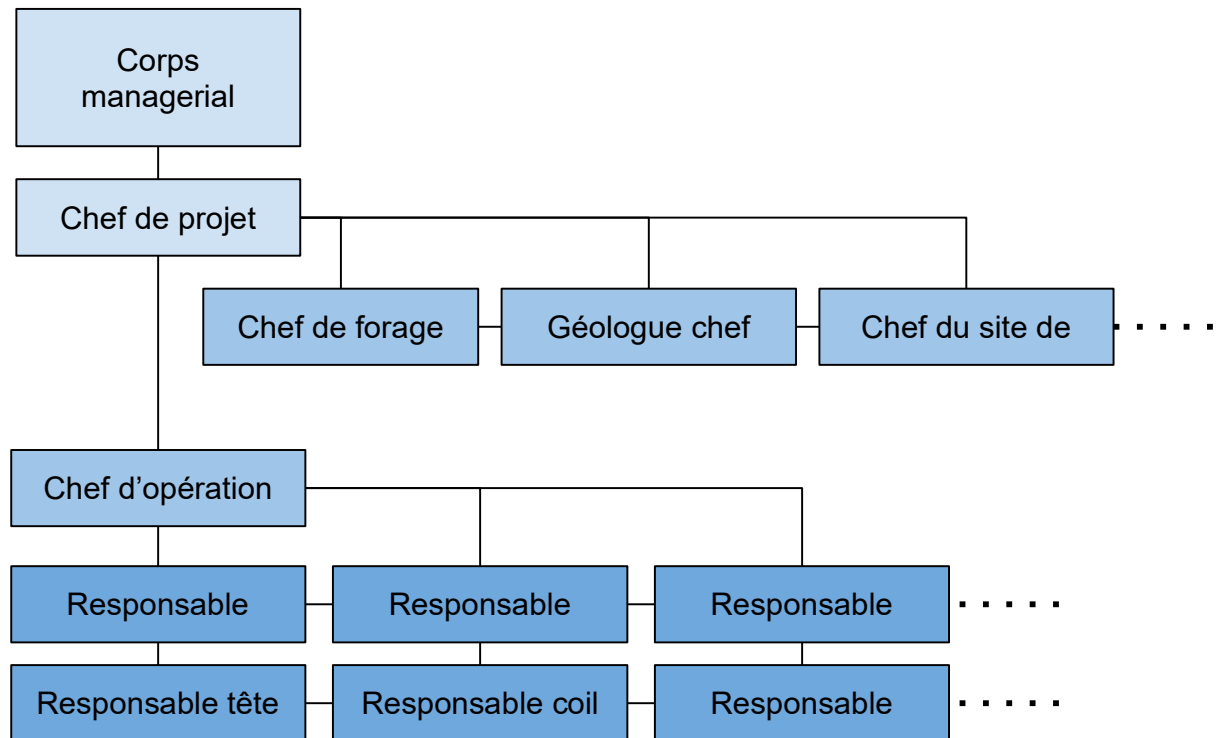 Corps
managerial
Chef de projet
Chef de forage
Géologue chef
Chef du site de
Chef d’opération
Responsable
Responsable
Responsable
Responsable tête
Responsable coil
Responsable